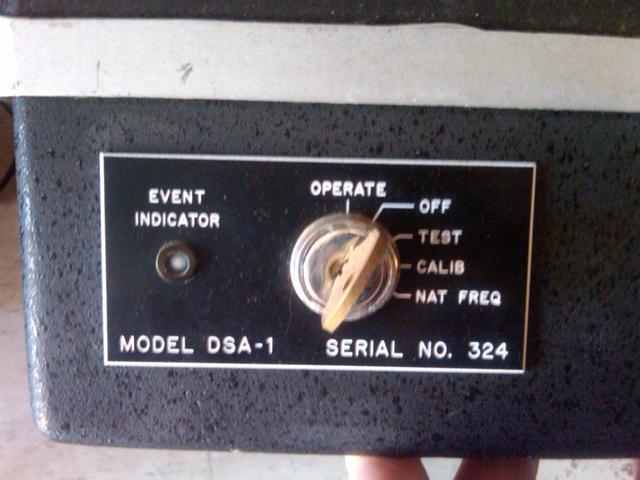 EVENT
INDICATOR
OPERATE
OFF
TEST
CALIB
NAT FREQ
MODEL DSA-1
SERIAL NO. 324